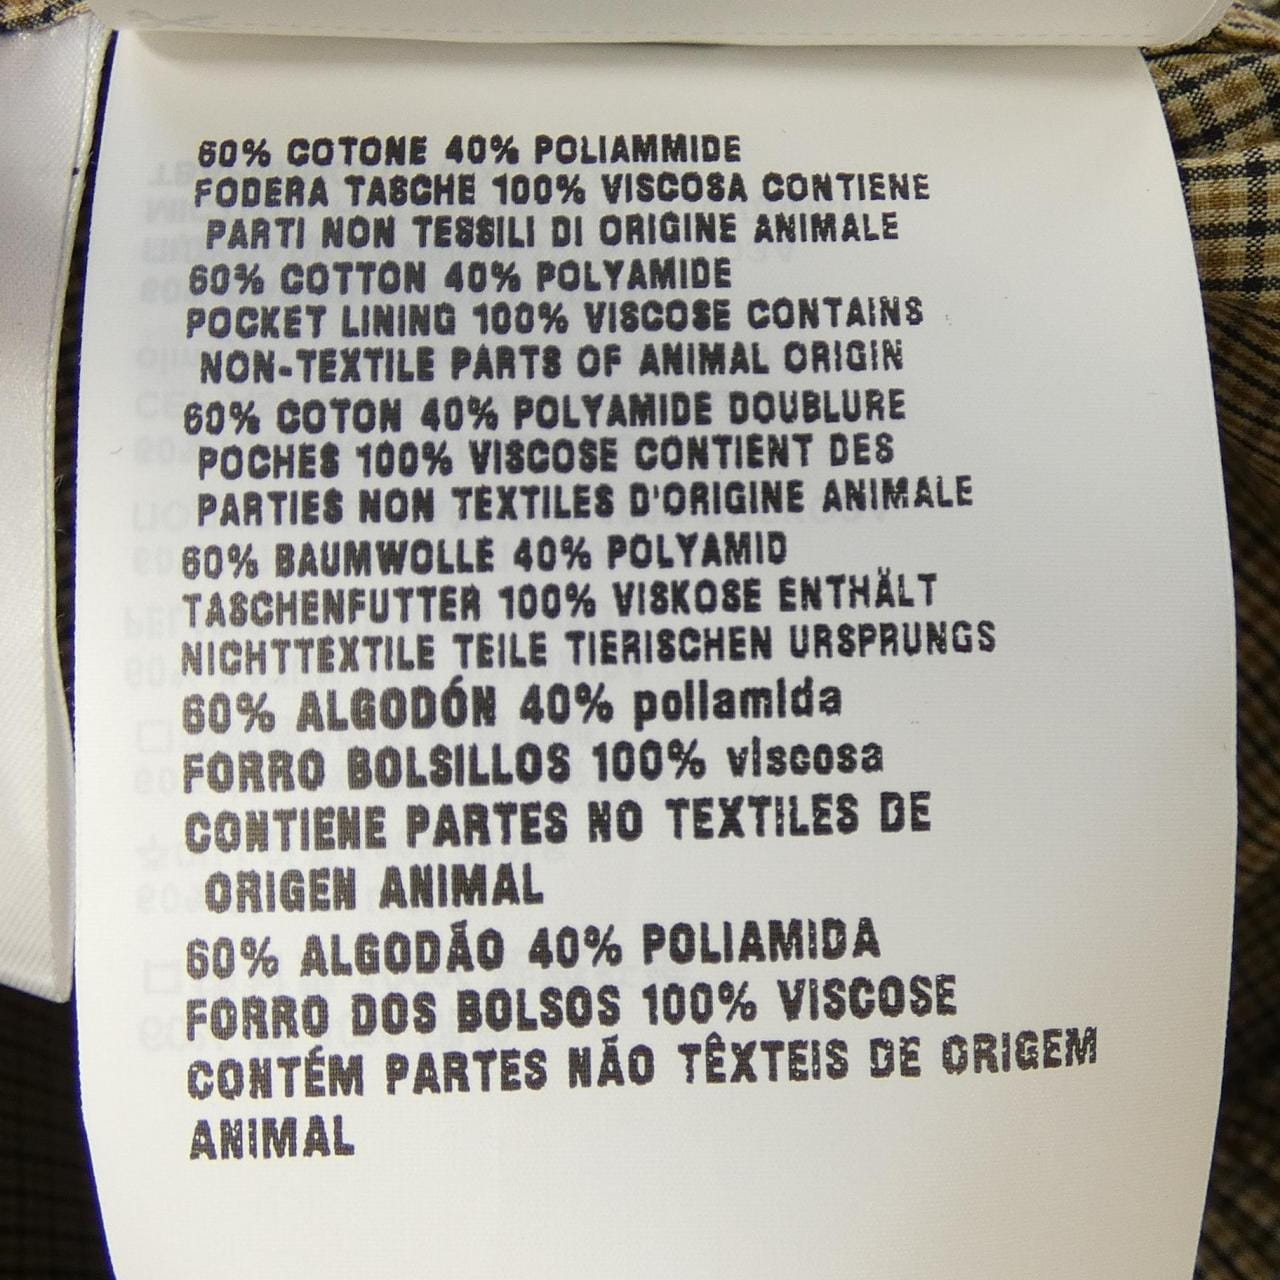 60% COTONE 40% POLIAMMIDE
FODERA TASCHE 100% VISCOSA CONTIENE
PARTI NON TESSILI DI ORIGINE ANIMALE
60% COTTON 40% POLYAMIDE
POCKET LINING 100% VISCOSE CONTAINS
NON-TEXTILE PARTS OF ANIMAL ORIGIN
60% COTON 40% POLYAMIDE DOUBLURE
POCHES 100% VISCOSE CONTIENT DES
PARTIES NON TEXTILES D'ORIGINE ANIMALE
60% BAUMWOLLE 40% POLYAMID
TASCHENFUTTER 100% VISKOSE ENTHÄLT
NICHTTEXTILE TEILE TIERISCHEN URSPRUNGS
60% ALGODÓN 40% poliamida
FORRO BOLSILLOS 100% viscosa
CONTIENE PARTES NO TEXTILES DE
ORIGEN ANIMAL
60% ALGODÃO 40% POLIAMIDA
FORRO DOS BOLSOS 100% VISCOSE
CONTÉM PARTES NÃO TÊXTEIS DE ORIGEM
ANIMAL